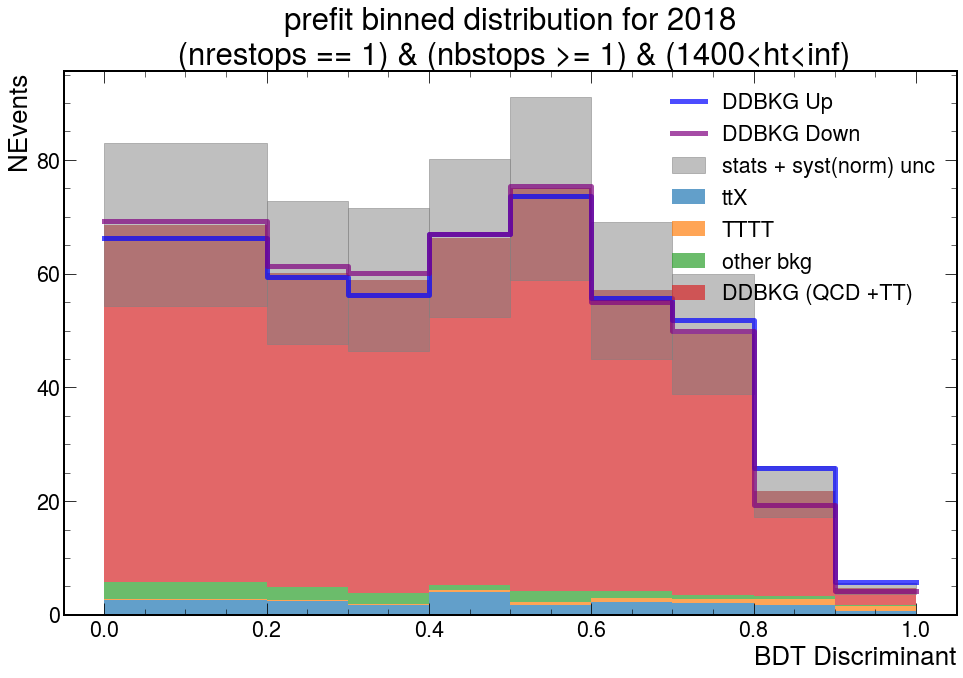 prefit binned distribution for 2018
(nrestops == 1) & (nbstops >= 1) & (1400<ht<inf)
NEvents
DDBKG Up
DDBKG Down
stats + syst(norm) unc
ttX
TTTT
other bkg
DDBKG (QCD +TT)
80
60
40
20
0
0.0 0.2 0.4 0.6 0.8 1.0
BDT Discriminant